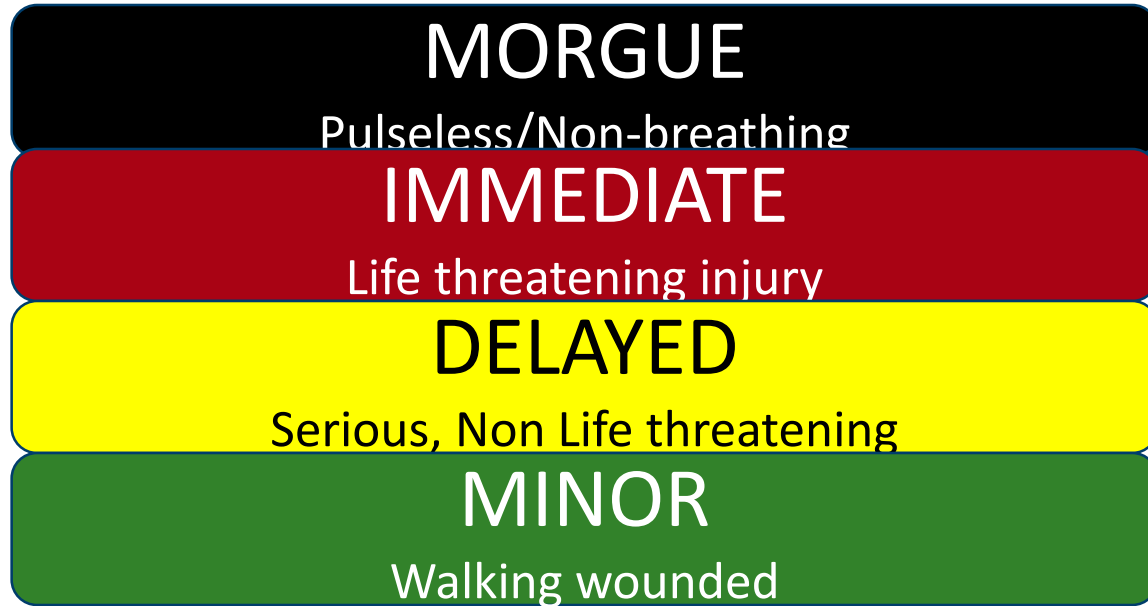 MORGUE
Pulseless/Non-breathing
IMMEDIATE
Life threatening injury
DELAYED
Serious, Non Life threatening
MINOR
Walking wounded